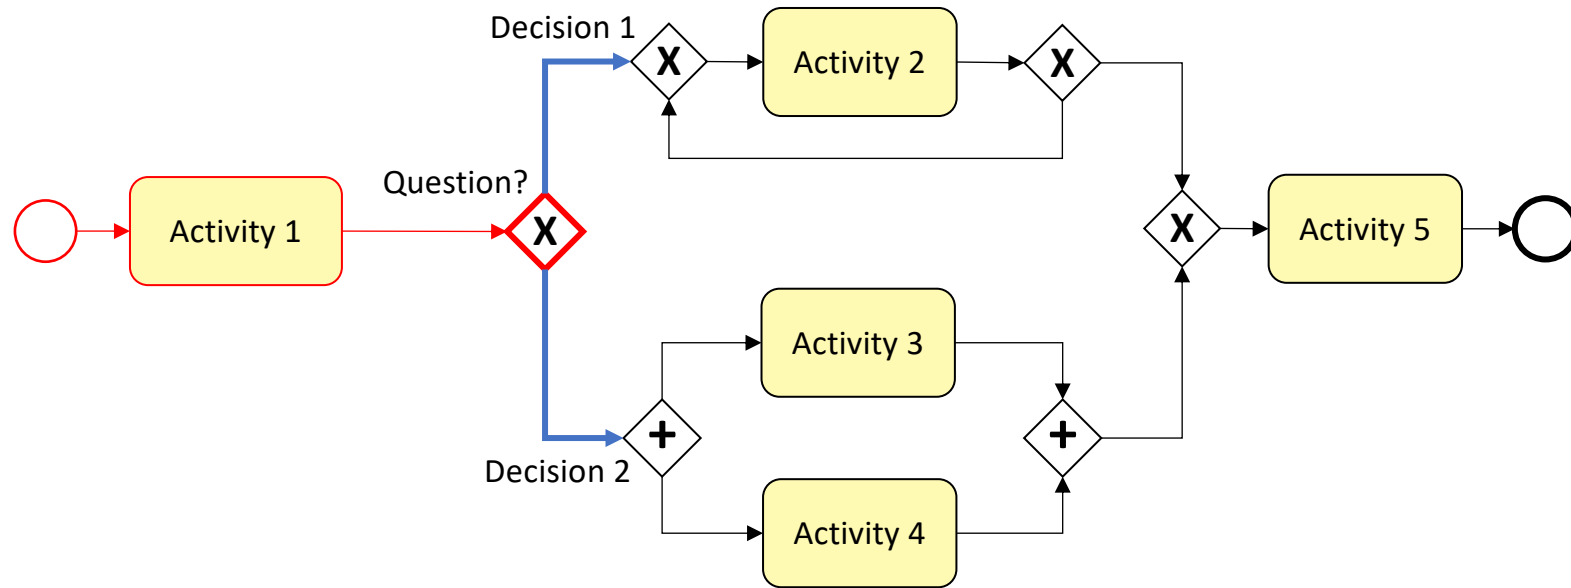 Decision 1
X
Activity 2
X
Question?
Activity 1
X
X
Activity 5
Activity 3
+
+
Decision 2
Activity 4